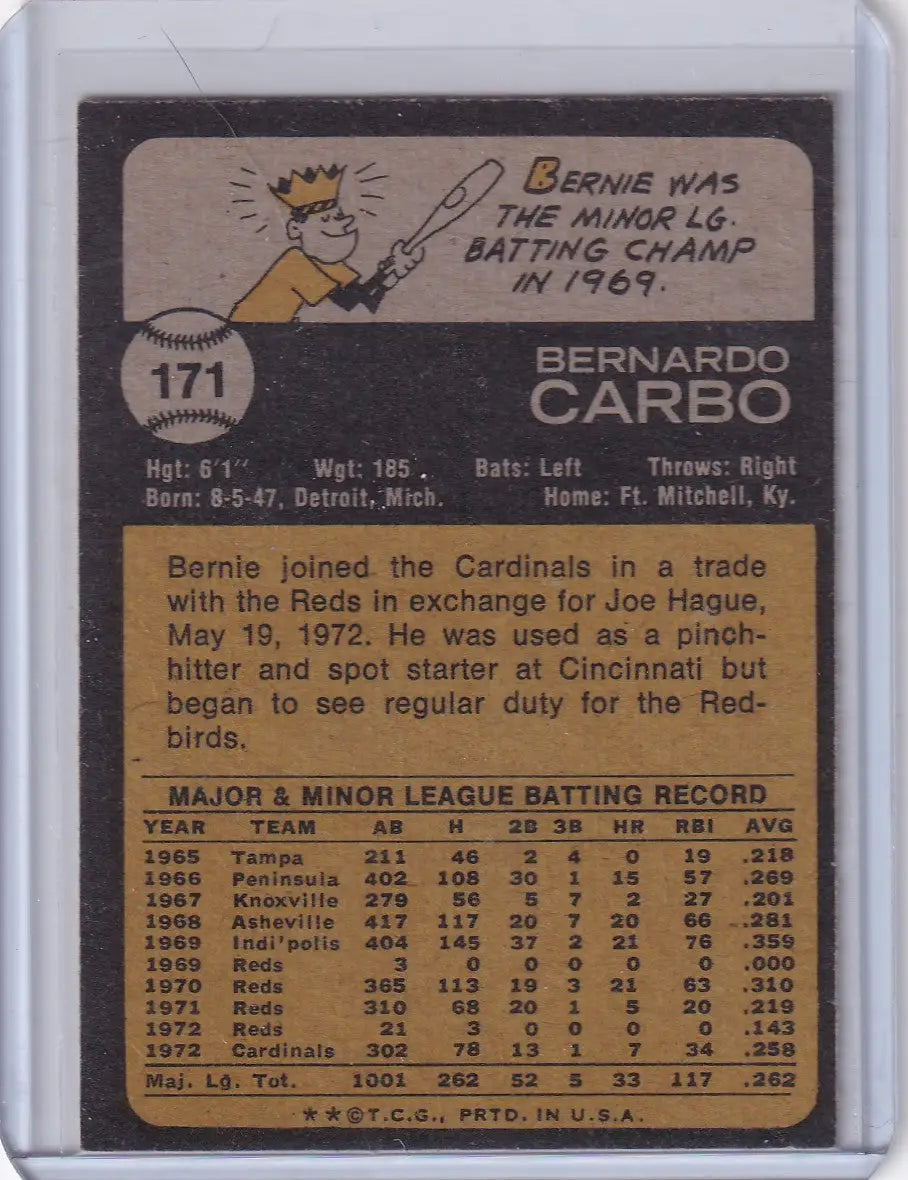 BERNIE WAS
THE MINOR LG.
BATTING CHAMP
IN 1969.
171
BERNARDO
CARBO
Hgt: 6'1" Wgt: 185 Bats: Left Throws: Right
Born: 8-5-47, Detroit, Mich. Home: Ft. Mitchell, Ky.
Bernie joined the Cardinals in a trade
with the Reds in exchange for Joe Hague,
May 19, 1972. He was used as a pinch-
hitter and spot starter at Cincinnati but
began to see regular duty for the Red-
birds.
MAJOR & MINOR LEAGUE BATTING RECORD
YEAR TEAM AB H 2B 3B HR RBI AVG
1965 Tampa 211 46 2 4 0 19 .218
1966 Peninsula 402 108 30 1 15 57 .269
1967 Knoxville 279 56 5 7 2 27 .201
1968 Asheville 417 117 20 7 20 66 .281
1969 Indi'polis 404 145 37 2 21 76 .359
1969 Reds 3 0 0 0 0 0 .000
1970 Reds 365 113 19 3 21 63 .310
1971 Reds 310 68 20 1 5 20 .219
1972 Reds 21 3 0 0 0 0 .143
1972 Cardinals 302 78 13 1 7 34 .258
Maj. Lg. Tot. 1001 262 52 5 33 117 .262
★★©T.C.G., PRTD. IN U.S.A.